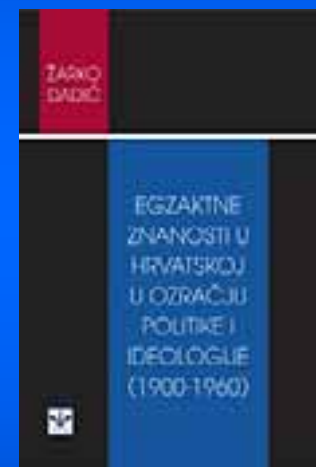 ŽARKO
DADIĆ
EGZAKTNE
ZNANOSTI U
HRVATSKOJ
U OZRAČJU
POLITIKE I
IDEOLOGIJE
(1900-1960)